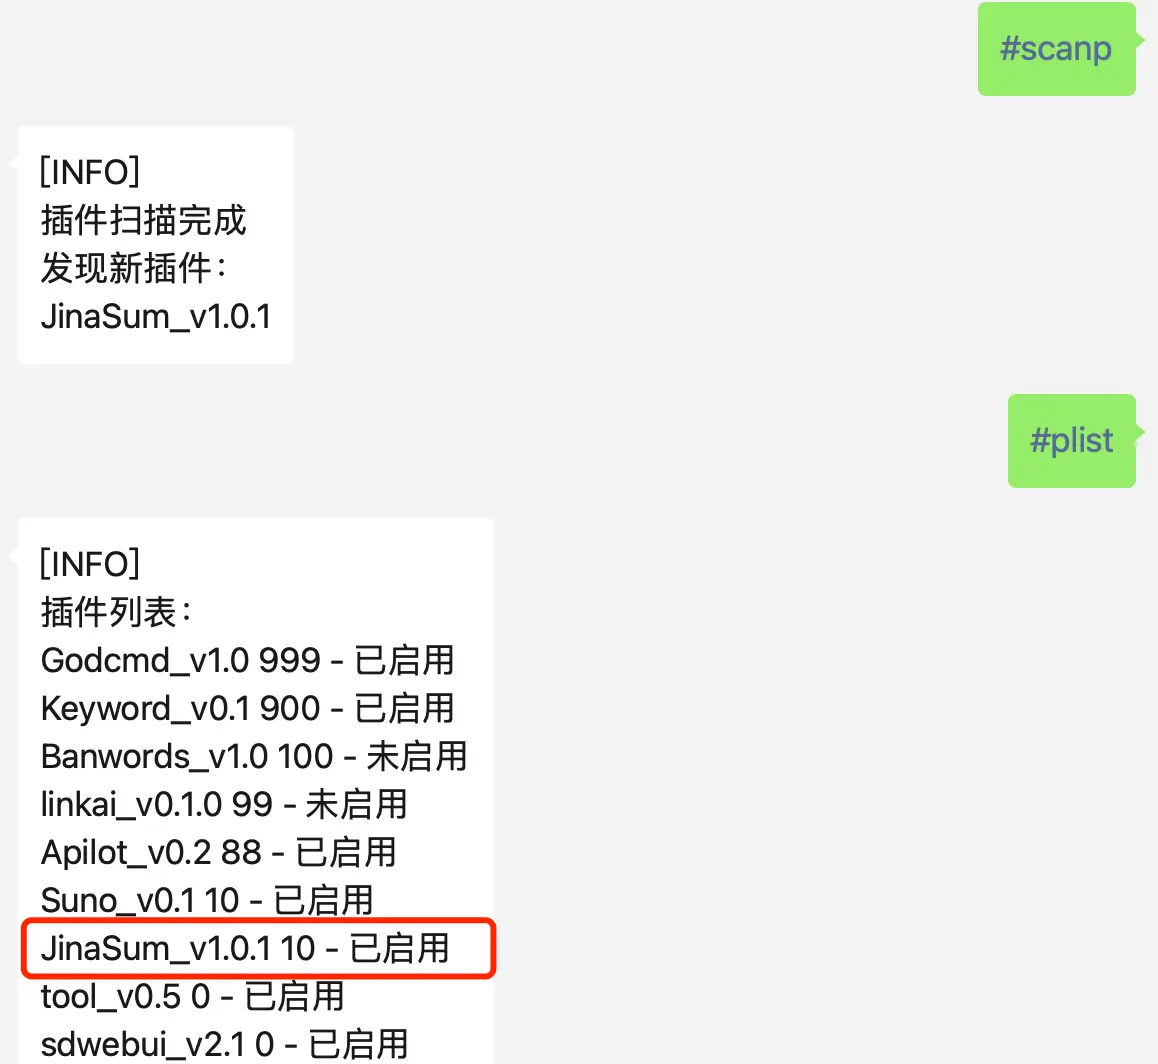 #scanp
[INFO]
插件扫描完成
发现新插件：
JinaSum_v1.0.1
#plist
[INFO]
插件列表：
Godcmd_v1.0 999 - 已启用
Keyword_v0.1 900 - 已启用
Banwords_v1.0 100 - 未启用
linkai_v0.1.0 99 - 未启用
Apilot_v0.2 88 - 已启用
Suno_v0.1 10 - 已启用
JinaSum_v1.0.1 10 - 已启用
tool_v0.5 0 - 已启用
sdwebui_v2.1 0 - 已启用